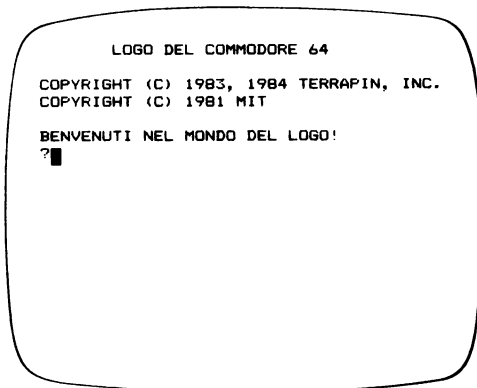 LOGO DEL COMMODORE 64
COPYRIGHT (C) 1983, 1984 TERRAPIN, INC.
COPYRIGHT (C) 1981 MIT
BENVENUTI NEL MONDO DEL LOGO!
?